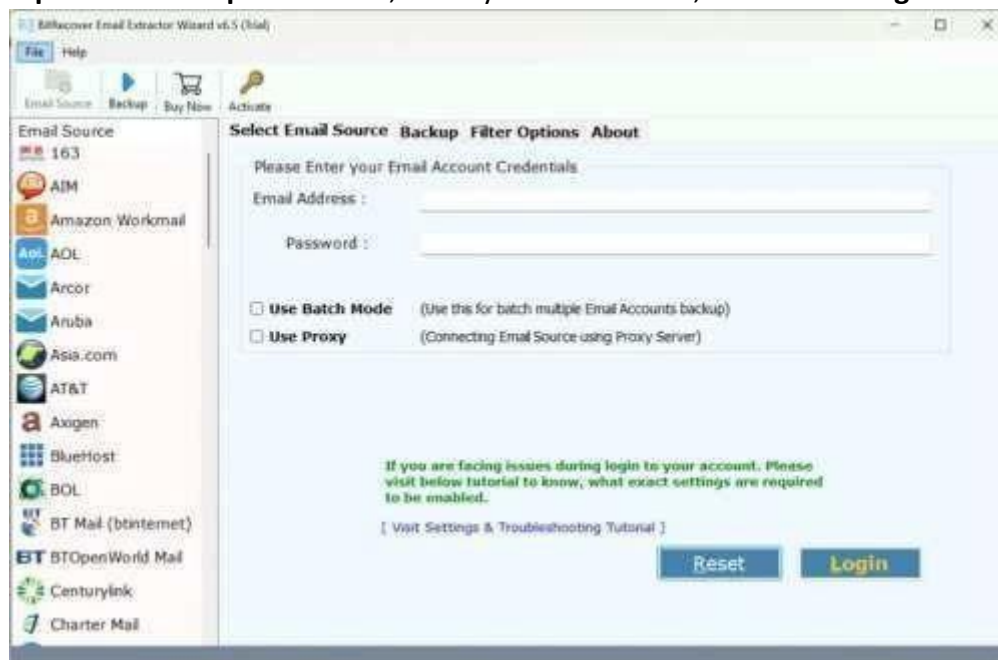 BitRecover Email Extractor Wizard v6.5 (Trial)
File Help
Email Source Backup Buy Now Activate
Email Source
163
AIM
Amazon Workmail
AOL
Arcor
Aruba
Asia.com
AT&T
Axigen
BlueHost
BOL
BT Mail (btinternet)
BT BTOpenWorld Mail
Centurylink
Charter Mail
Select Email Source Backup Filter Options About
Please Enter your Email Account Credentials
Email Address :
Password :
Use Batch Mode (Use this for batch multiple Email Accounts backup)
Use Proxy (Connecting Email Source using Proxy Server)
If you are facing issues during login to your account. Please
visit below tutorial to know, what exact settings are required
to be enabled.
[ Visit Settings & Troubleshooting Tutorial ]
Reset Login